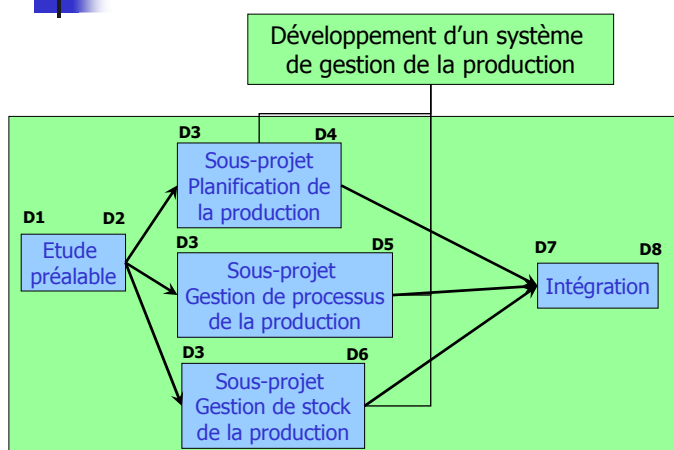 Développement d'un système
de gestion de la production
D3
D4
Sous-projet
Planification de
la production
D1
D2
Etude
préalable
D3
D5
Sous-projet
Gestion de processus
de la production
D7
D8
Intégration
D3
D6
Sous-projet
Gestion de stock
de la production